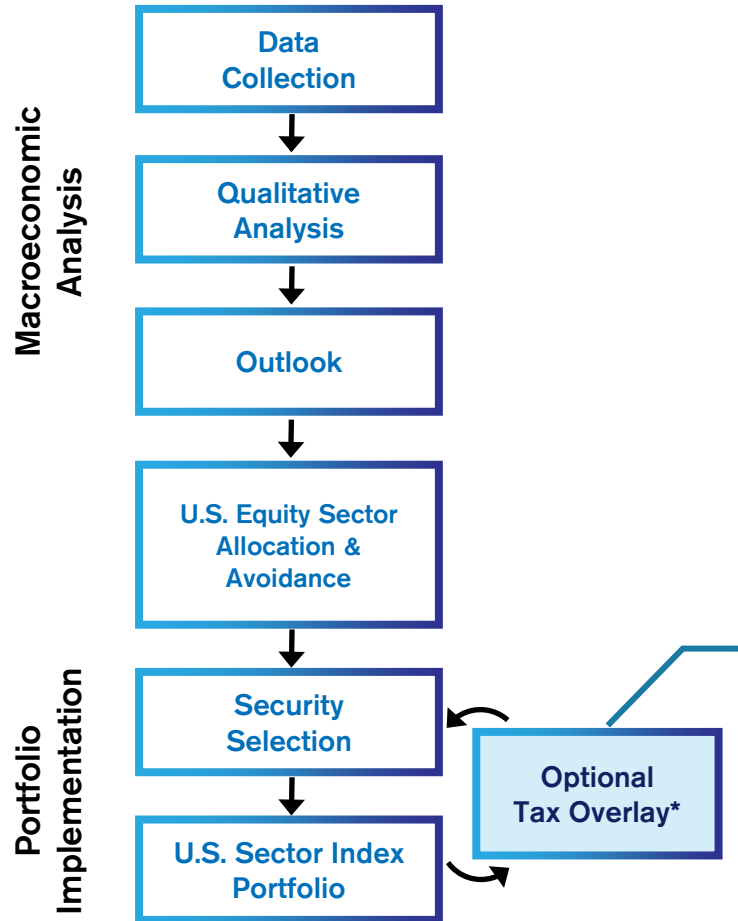 Macroeconomic
Analysis
Data
Collection
Qualitative
Analysis
Outlook
U.S. Equity Sector
Allocation &
Avoidance
Portfolio
Implementation
Security
Selection
Optional
Tax Overlay*
U.S. Sector Index
Portfolio